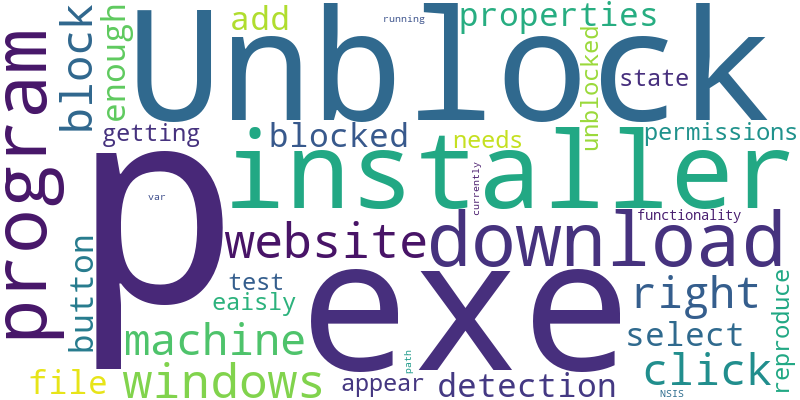 running
add
properties
program
block
enough
Unblock
unblocked
state
getting
blocked
needs
permissions
p
installer
var
currently
functionality
website
download
button
test
eaisly
exe
right
reproduce
machine
select
path
click
file
windows
appear
detection
NSIS